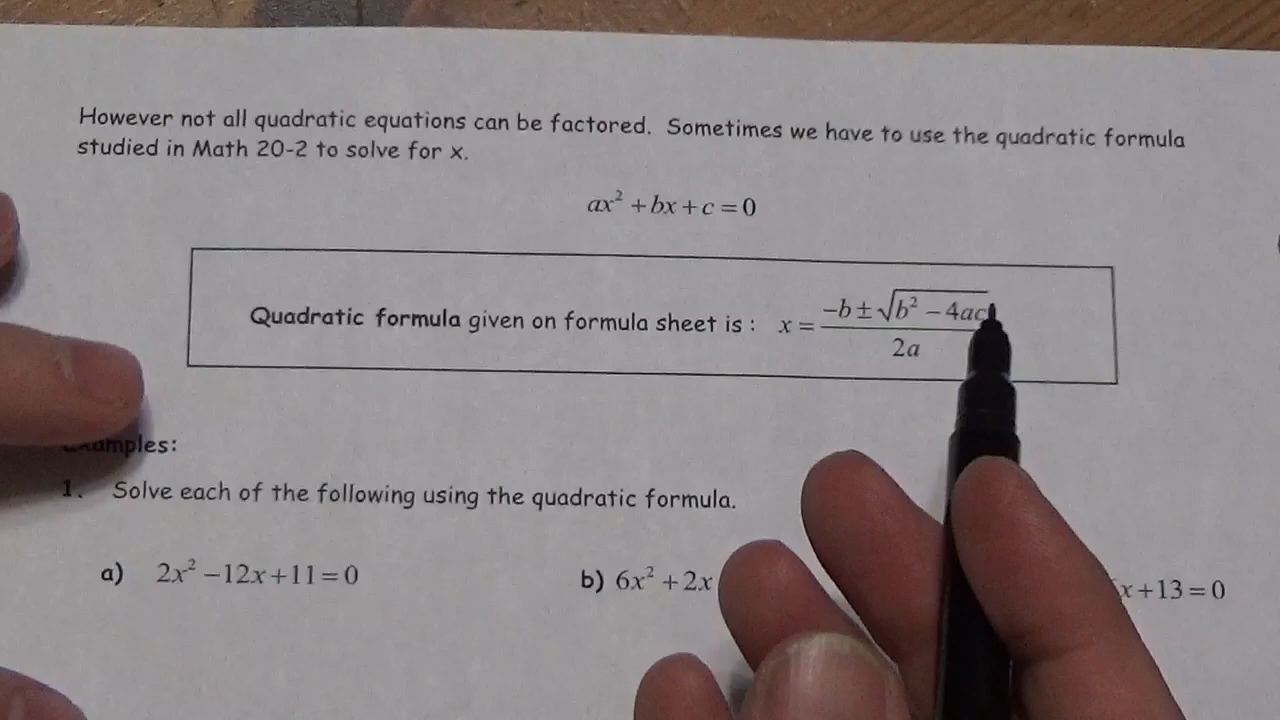 However not all quadratic equations can be factored. Sometimes we have to use the quadratic formula
studied in Math 20-2 to solve for x.
ax² + bx + c = 0
Quadratic formula given on formula sheet is : x = (-b ± √(b² - 4ac))/(2a)
Examples:
1. Solve each of the following using the quadratic formula.
a) 2x² - 12x + 11 = 0 b) 6x² + 2x x + 13 = 0